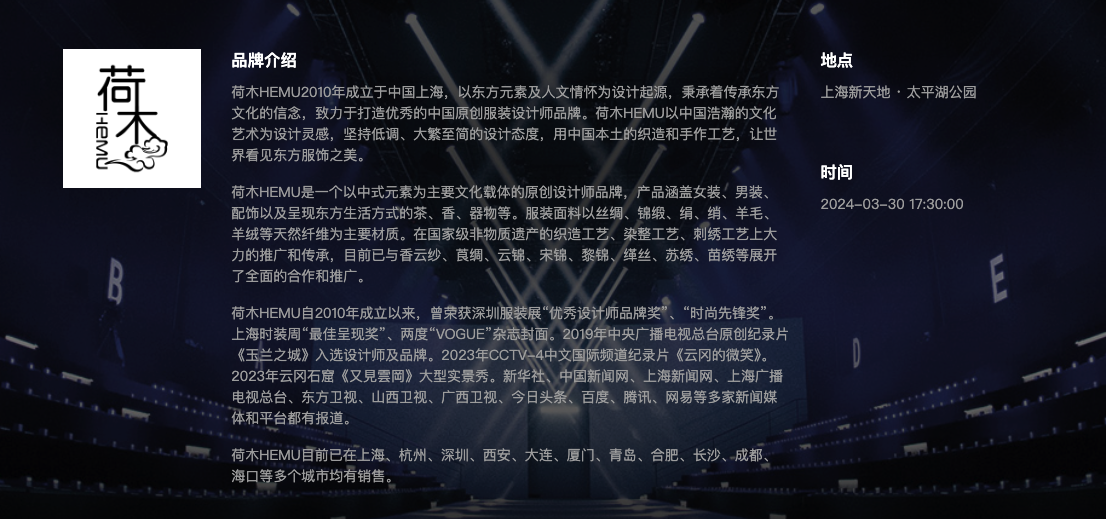 荷木
HEMU
品牌介绍
荷木HEMU2010年成立于中国上海，以东方元素及人文情怀为设计起源，秉承着传承东方
文化的信念，致力于打造优秀的中国原创服装设计师品牌。荷木HEMU以中国浩瀚的文化
艺术为设计灵感，坚持低调、大繁至简的设计态度，用中国本土的织造和手作工艺，让世
界看见东方服饰之美。
荷木HEMU是一个以中式元素为主要文化载体的原创设计师品牌，产品涵盖女装、男装、
配饰以及呈现东方生活方式的茶、香、器物等。服装面料以丝绸、锦缎、绢、绡、羊毛、
羊绒等天然纤维为主要材质。在国家级非物质遗产的织造工艺、染整工艺、刺绣工艺上大
力的推广和传承，目前已与香云纱、莨绸、云锦、宋锦、黎锦、缂丝、苏绣、苗绣等展开
了全面的合作和推广。
荷木HEMU自2010年成立以来，曾荣获深圳服装展“优秀设计师品牌奖”、“时尚先锋奖”。
上海时装周“最佳呈现奖”、两度“VOGUE”杂志封面。2019年中央广播电视总台原创纪录片
《玉兰之城》入选设计师及品牌。2023年CCTV-4中文国际频道纪录片《云冈的微笑》。
2023年云冈石窟《又見雲岡》大型实景秀。新华社、中国新闻网、上海新闻网、上海广播
电视总台、东方卫视、山西卫视、广西卫视、今日头条、百度、腾讯、网易等多家新闻媒
体和平台都有报道。
荷木HEMU目前已在上海、杭州、深圳、西安、大连、厦门、青岛、合肥、长沙、成都、
海口等多个城市均有销售。
地点
上海新天地 · 太平湖公园
时间
2024-03-30 17:30:00
B
E
D